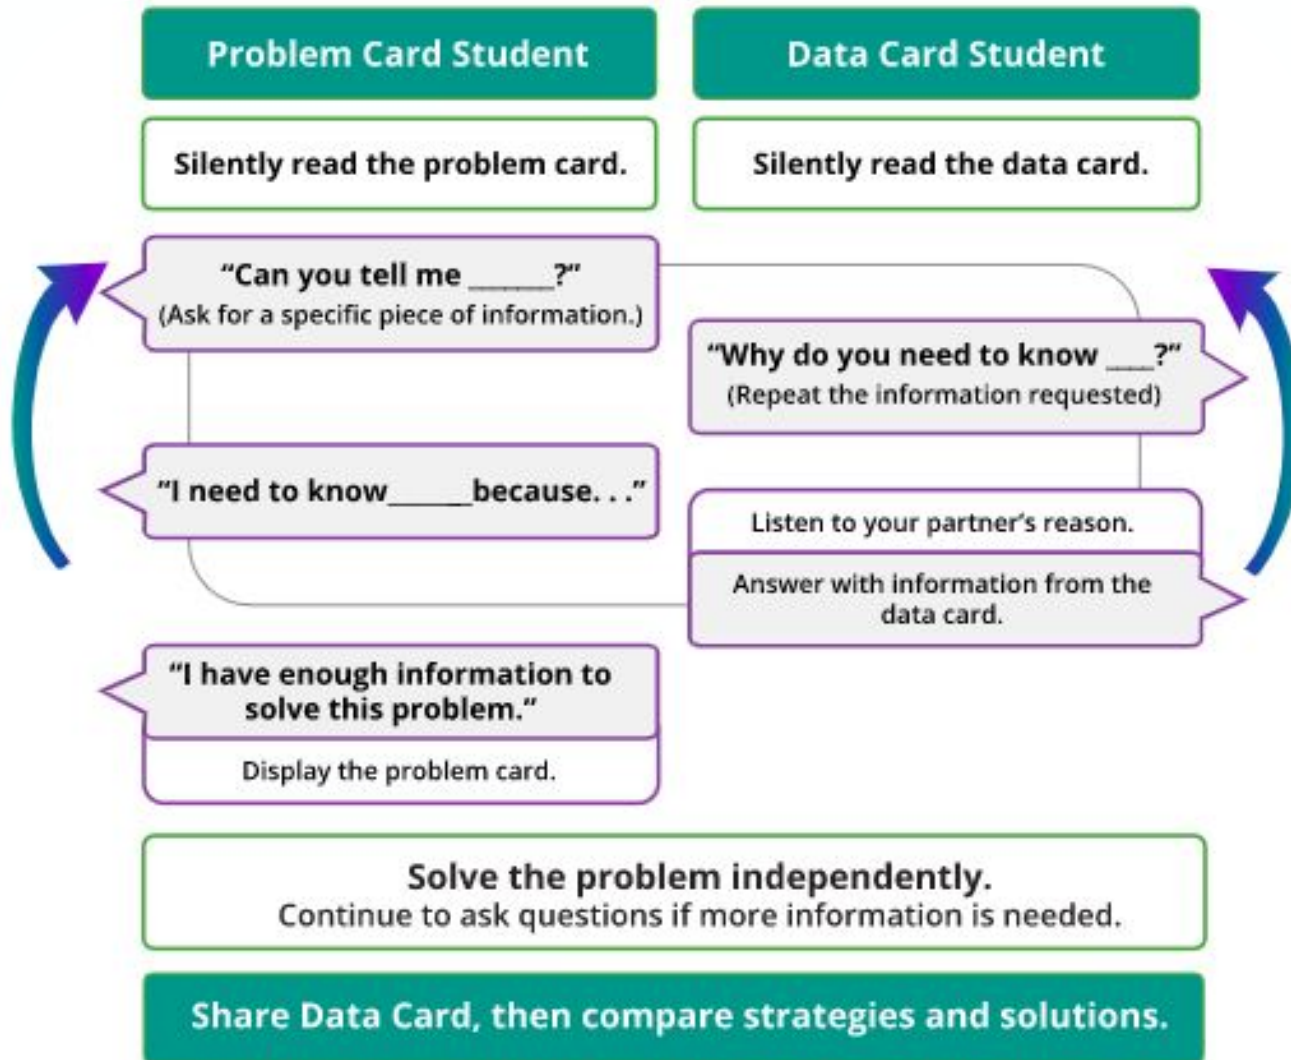 Problem Card Student
Data Card Student
Silently read the problem card.
Silently read the data card.
“Can you tell me ______?”
(Ask for a specific piece of information.)
“Why do you need to know ____?”
(Repeat the information requested)
“I need to know______because. . .”
Listen to your partner’s reason.
Answer with information from the
data card.
“I have enough information to
solve this problem.”
Display the problem card.
Solve the problem independently.
Continue to ask questions if more information is needed.
Share Data Card, then compare strategies and solutions.